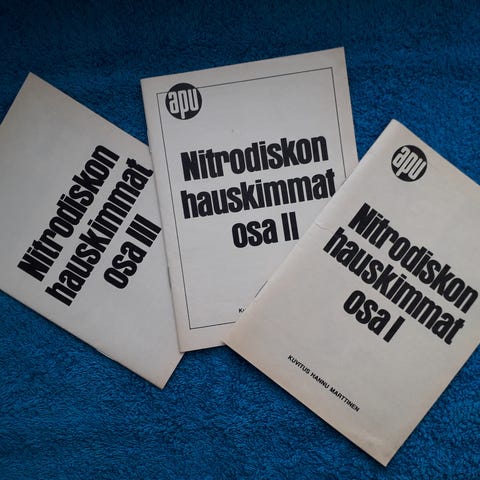 Nitrodiskon
hauskimmat
osa III
apu
Nitrodiskon
hauskimmat
osa II
apu
Nitrodiskon
hauskimmat
osa I
KUVITUS HANNU MARTTINEN